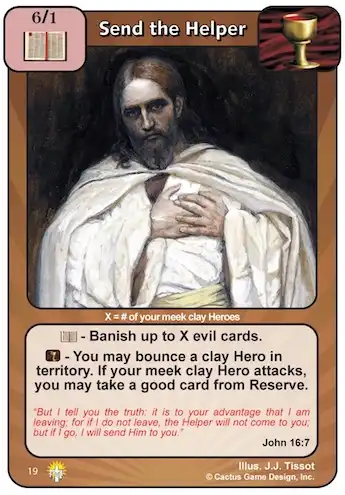 6/1
Send the Helper
X = # of your meek clay Heroes
- Banish up to X evil cards.
- You may bounce a clay Hero in
territory. If your meek clay Hero attacks,
you may take a good card from Reserve.
"But I tell you the truth: it is to your advantage that I am
leaving; for if I do not leave, the Helper will not come to you;
but if I go, I will send Him to you."
John 16:7
19
Illus. J.J. Tissot
© Cactus Game Design, Inc.